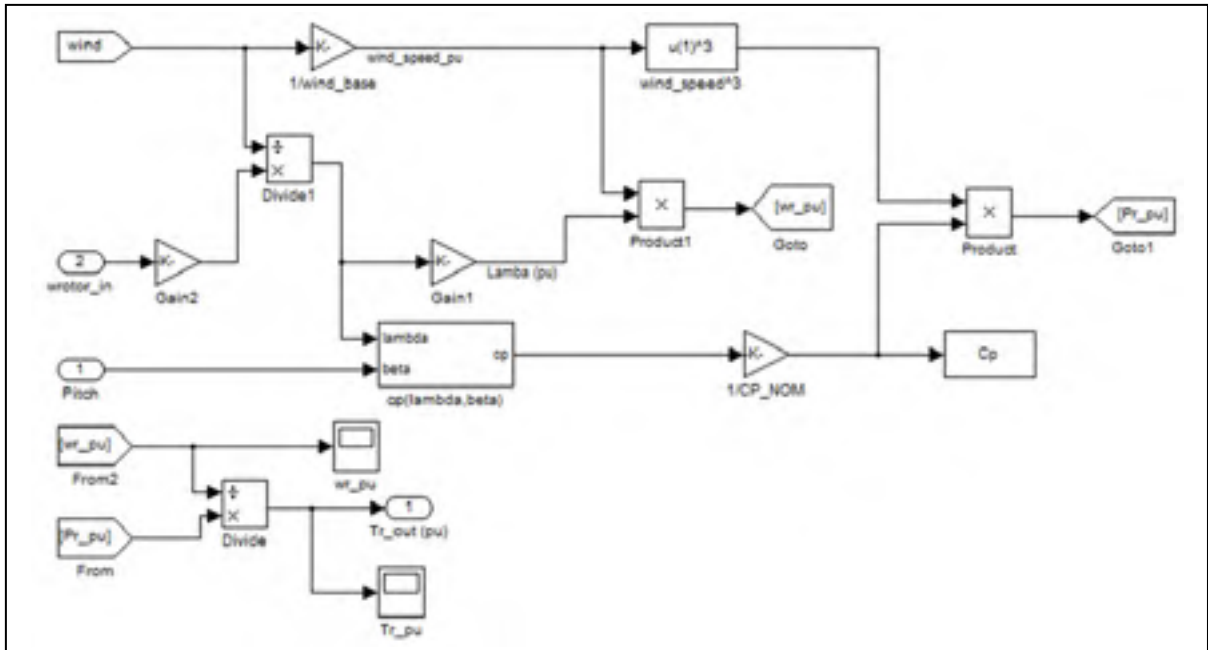 wind
K-
1/wind_base
wind_speed_pu
u(1)^3
wind_speed^3
÷
×
Divide1
×
Product1
[wr_pu]
Goto
×
Product
[Pr_pu]
Goto1
2
wrotor_in
K-
Gain2
K-
Gain1
Lamba (pu)
lambda
beta
cp
cp(lambda,beta)
1
Pitch
K-
1/CP_NOM
Cp
[wr_pu]
From2
wr_pu
÷
×
Divide
1
Tr_out (pu)
[Pr_pu]
From
Tr_pu